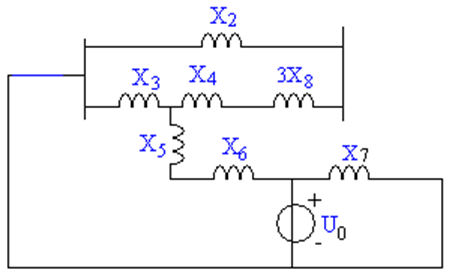 X₂
X₃ X₄ 3X₈
X₅ X₆ X₇
+
U₀
-